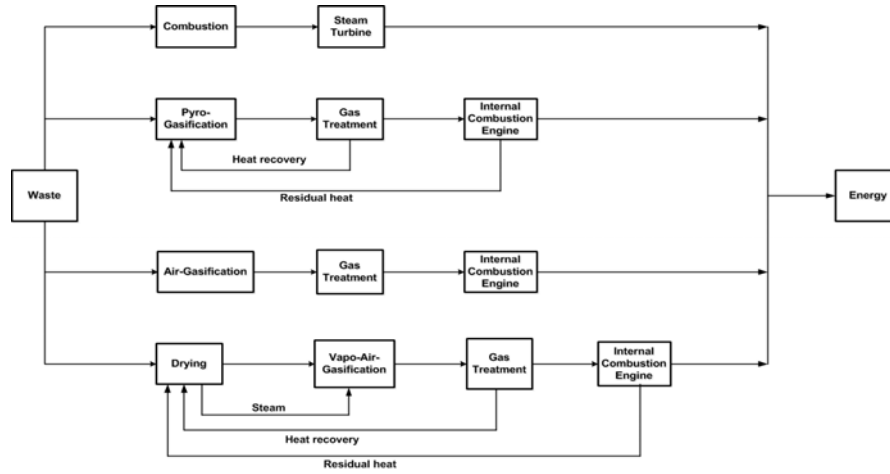 Combustion
Steam
Turbine
Pyro-
Gasification
Gas
Treatment
Internal
Combustion
Engine
Heat recovery
Residual heat
Waste
Energy
Air-Gasification
Gas
Treatment
Internal
Combustion
Engine
Drying
Vapo-Air-
Gasification
Gas
Treatment
Internal
Combustion
Engine
Steam
Heat recovery
Residual heat